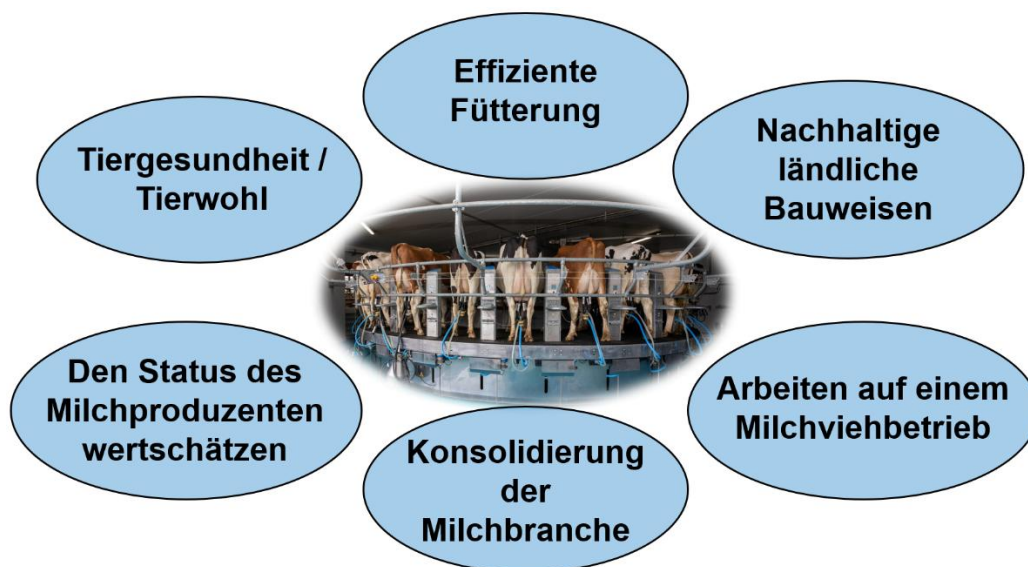 Effiziente
Fütterung
Nachhaltige
ländliche
Bauweisen
Tiergesundheit /
Tierwohl
Den Status des
Milchproduzenten
wertschätzen
Arbeiten auf einem
Milchviehbetrieb
Konsolidierung
der
Milchbranche